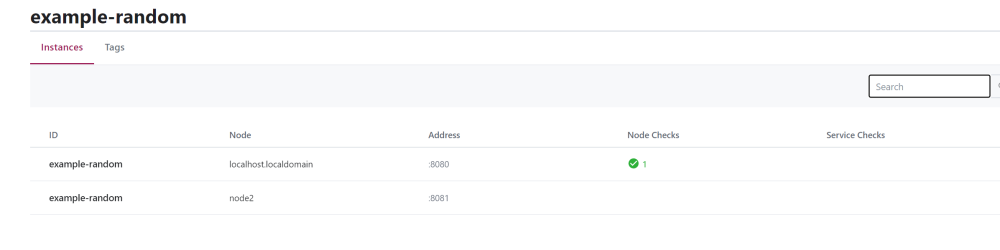 example-random
Instances Tags
Search
ID Node Address Node Checks Service Checks
example-random localhost.localdomain :8080 1
example-random node2 :8081